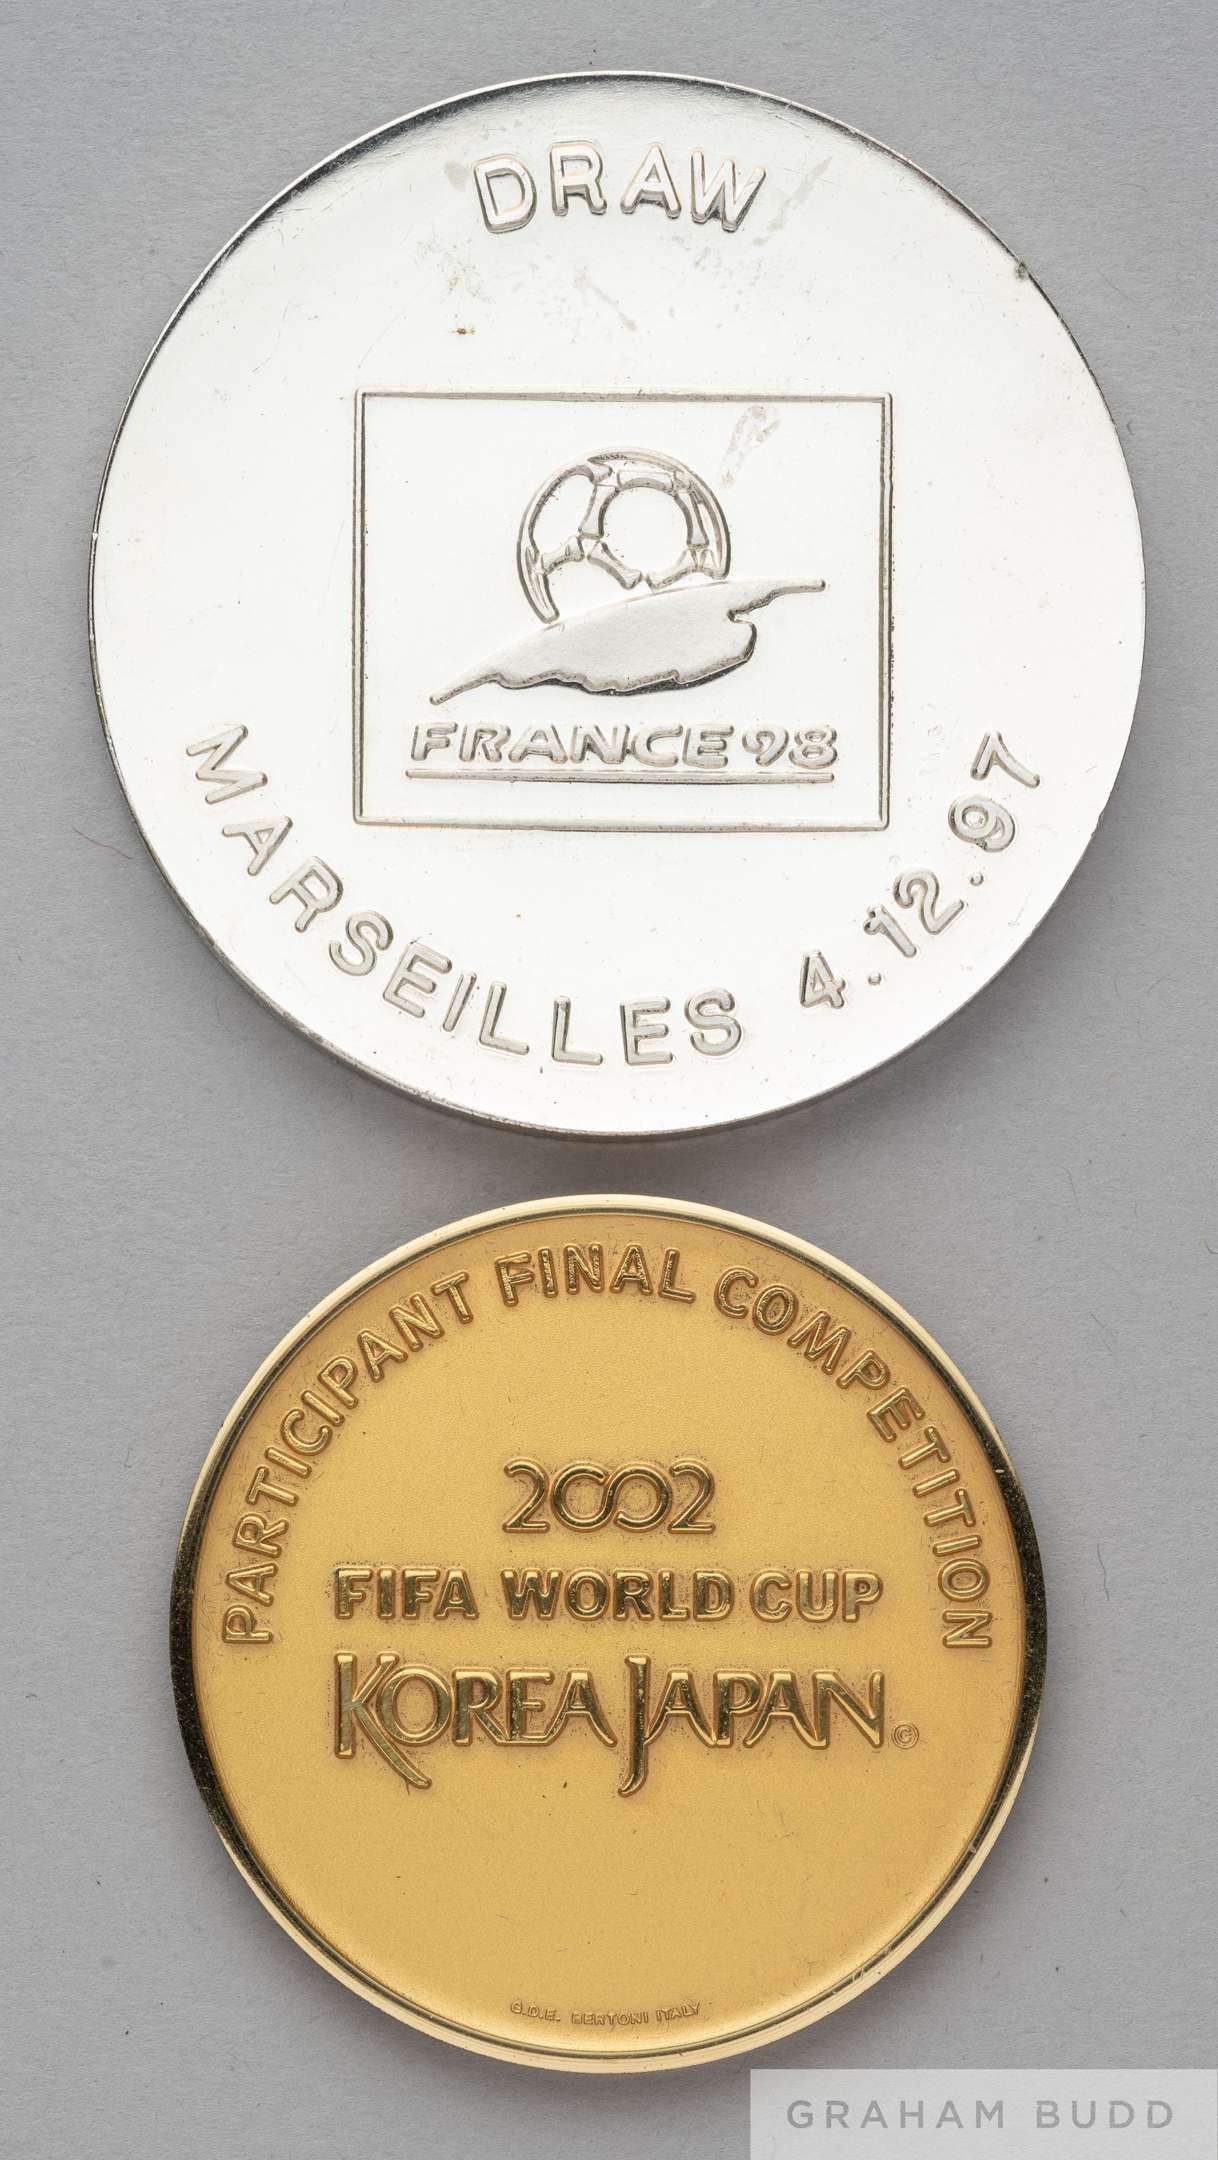 DRAW
FRANCE 98
MARSEILLES 4.12.97
PARTICIPANT FINAL COMPETITION
2002
FIFA WORLD CUP
KOREA JAPAN ©
G.D.E. BERTONI ITALY
GRAHAM BUDD